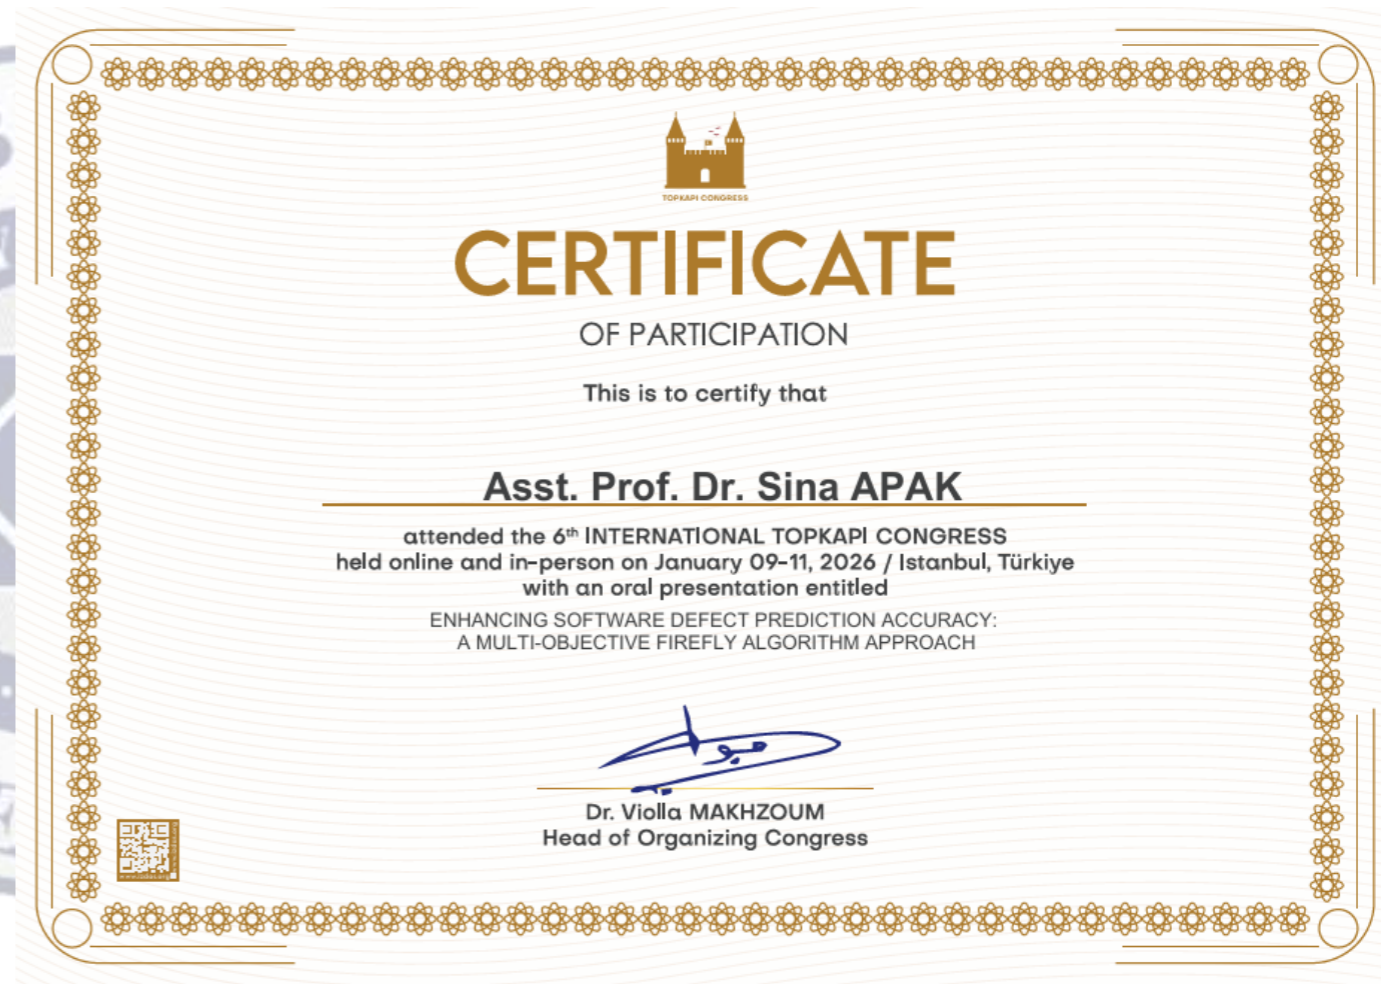 TOPKAPI CONGRESS
CERTIFICATE
OF PARTICIPATION
This is to certify that
Asst. Prof. Dr. Sina APAK
attended the 6th İNTERNATİONAL TOPKAPİ CONGRESS
held online and in-person on January 09-11, 2026 / Istanbul, Türkiye
with an oral presentation entitled
ENHANCING SOFTWARE DEFECT PREDICTION ACCURACY:
A MULTI-OBJECTIVE FIREFLY ALGORITHM APPROACH
Dr. Violla MAKHZOUM
Head of Organizing Congress